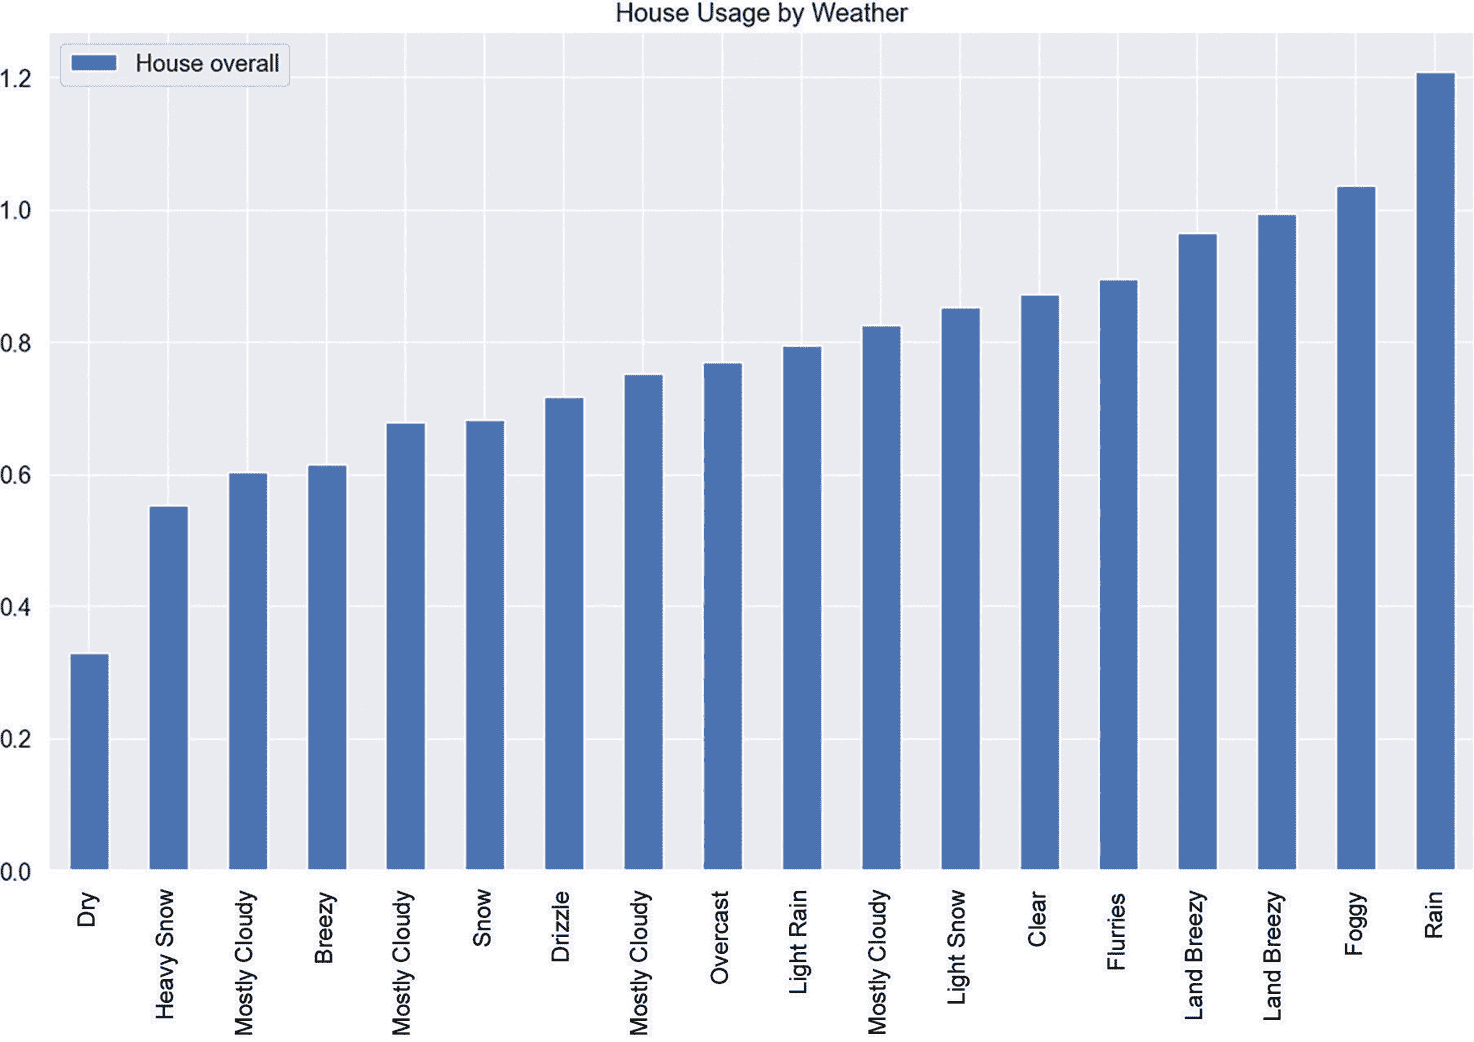 House Usage by Weather
House overall
1.2
1.0
0.8
0.6
0.4
0.2
0.0
Dry
Heavy Snow
Mostly Cloudy
Breezy
Mostly Cloudy
Snow
Drizzle
Mostly Cloudy
Overcast
Light Rain
Mostly Cloudy
Light Snow
Clear
Flurries
Land Breezy
Land Breezy
Foggy
Rain